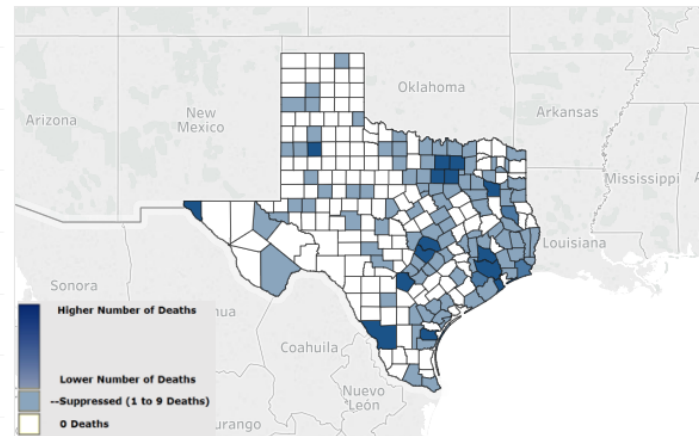 Oklahoma
Arizona
New
Mexico
Arkansas
Mississippi
Louisiana
Sonora
Coahuila
Nuevo
León
Higher Number of Deaths
Lower Number of Deaths
--Suppressed (1 to 9 Deaths)
0 Deaths